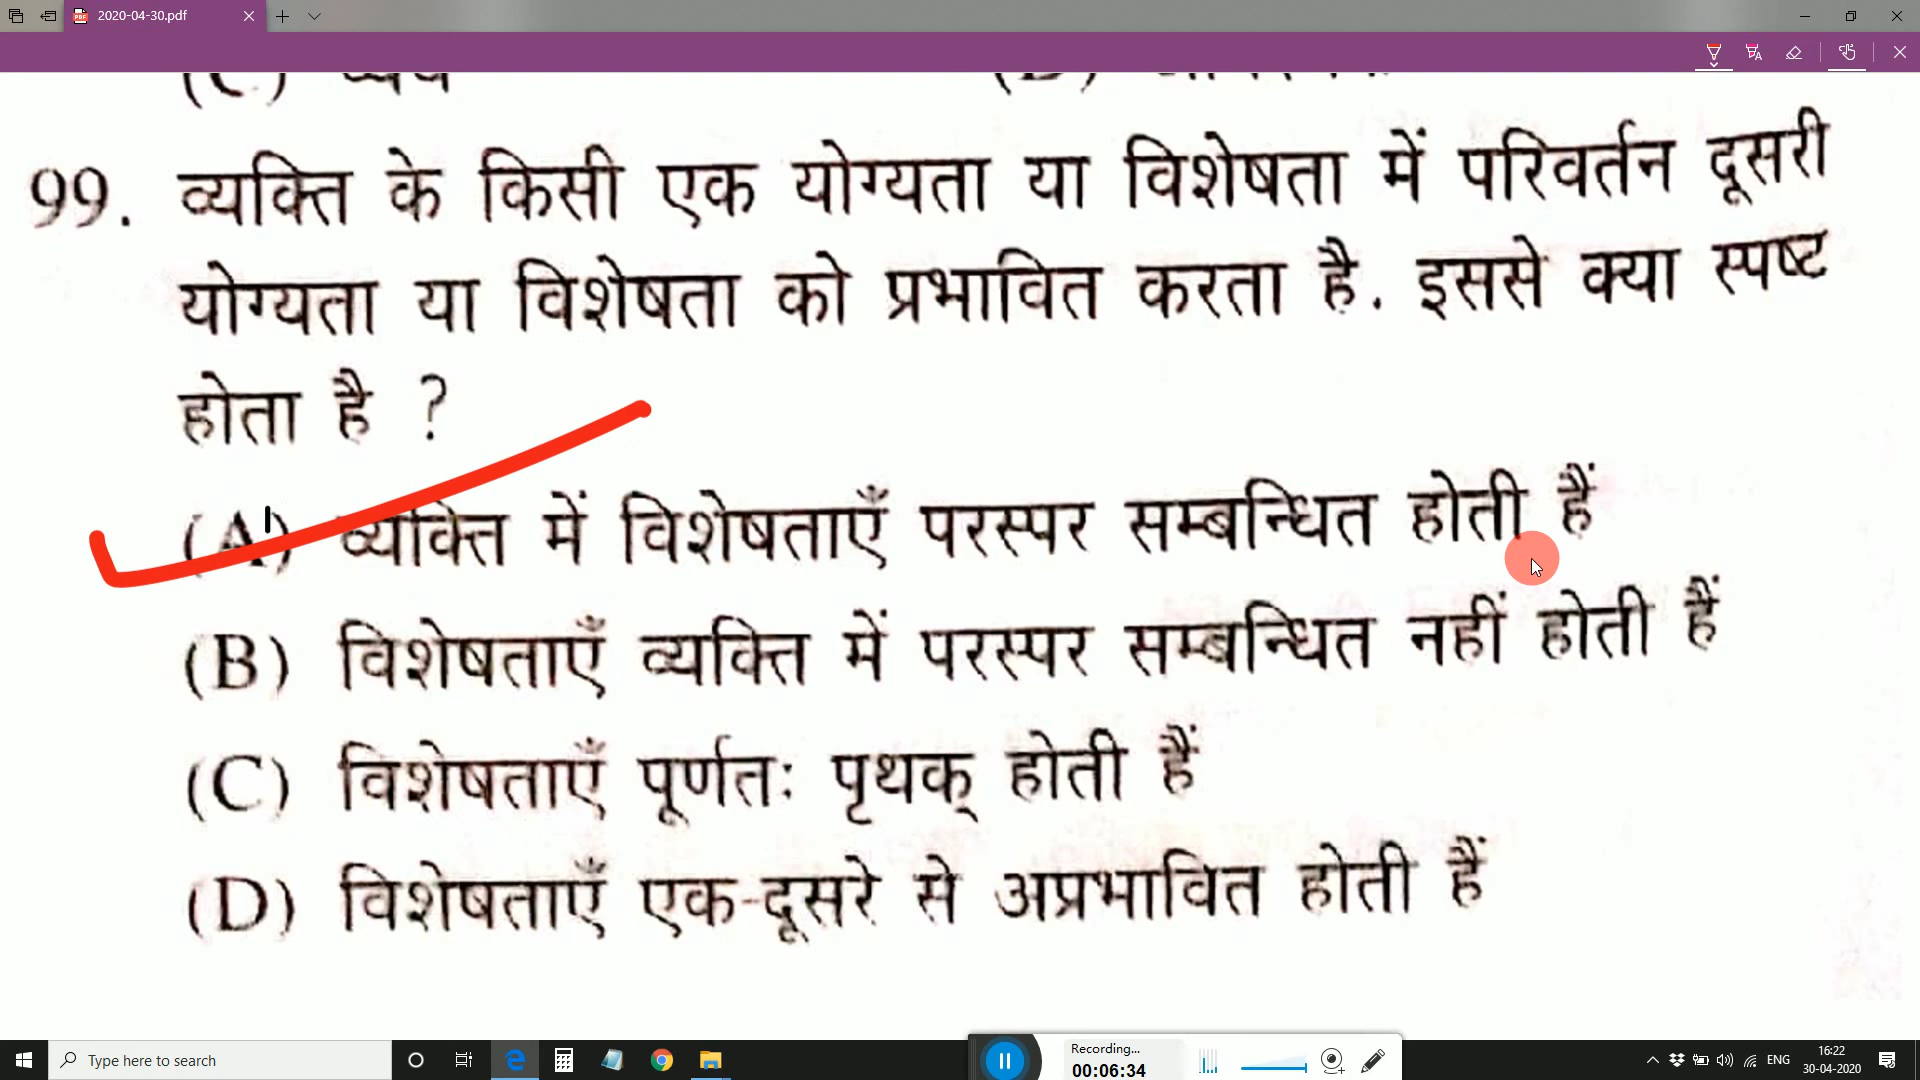 2020-04-30.pdf
99. व्यक्ति के किसी एक योग्यता या विशेषता में परिवर्तन दूसरी
योग्यता या विशेषता को प्रभावित करता है. इससे क्या स्पष्ट
होता है ?
(A) व्यक्ति में विशेषताएँ परस्पर सम्बन्धित होती हैं
(B) विशेषताएँ व्यक्ति में परस्पर सम्बन्धित नहीं होती हैं
(C) विशेषताएँ पूर्णतः पृथक् होती हैं
(D) विशेषताएँ एक-दूसरे से अप्रभावित होती हैं
Type here to search
Recording...
00:06:34
ENG
16:22
30-04-2020